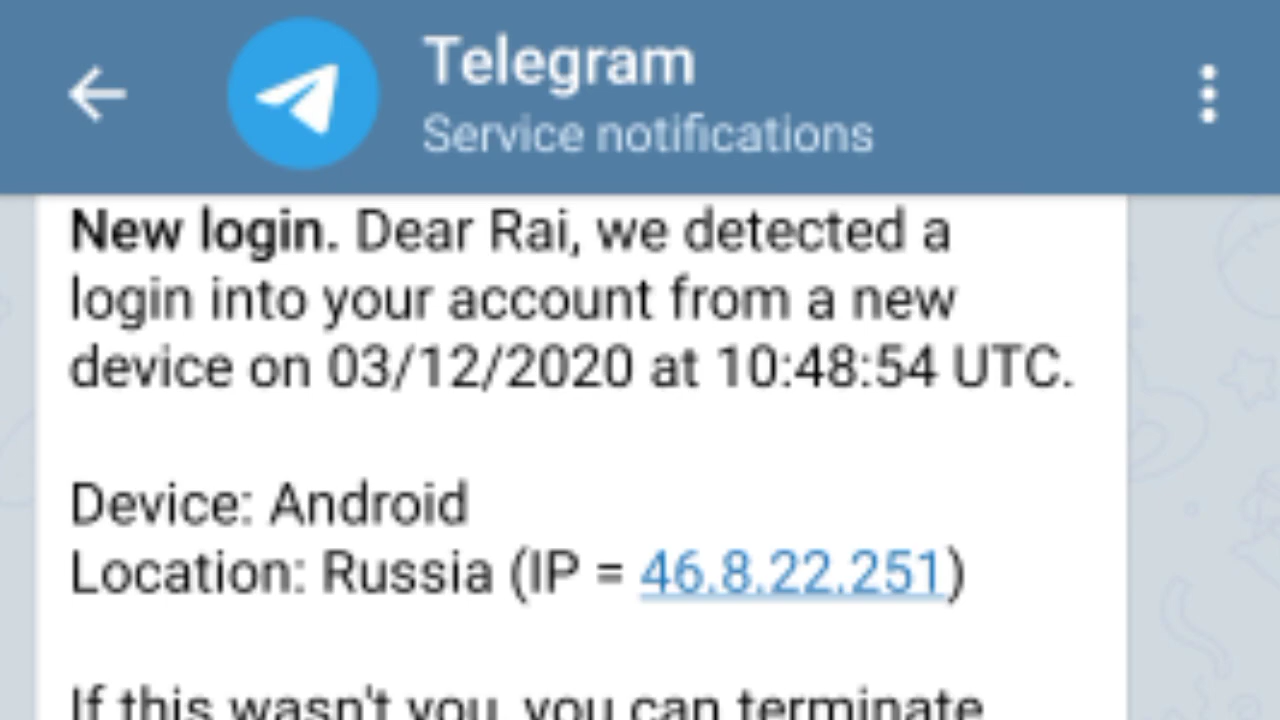 Telegram
Service notifications
New login. Dear Rai, we detected a
login into your account from a new
device on 03/12/2020 at 10:48:54 UTC.
Device: Android
Location: Russia (IP = 46.8.22.251)
If this wasn't you, you can terminate